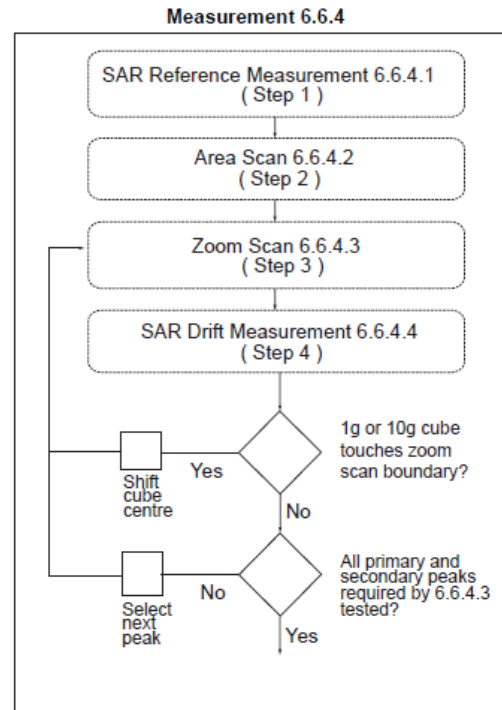 Measurement 6.6.4
SAR Reference Measurement 6.6.4.1
( Step 1 )
Area Scan 6.6.4.2
( Step 2 )
Zoom Scan 6.6.4.3
( Step 3 )
SAR Drift Measurement 6.6.4.4
( Step 4 )
1g or 10g cube
touches zoom
scan boundary?
Yes
Shift
cube
centre
No
All primary and
secondary peaks
required by 6.6.4.3
tested?
No
Select
next
peak
Yes